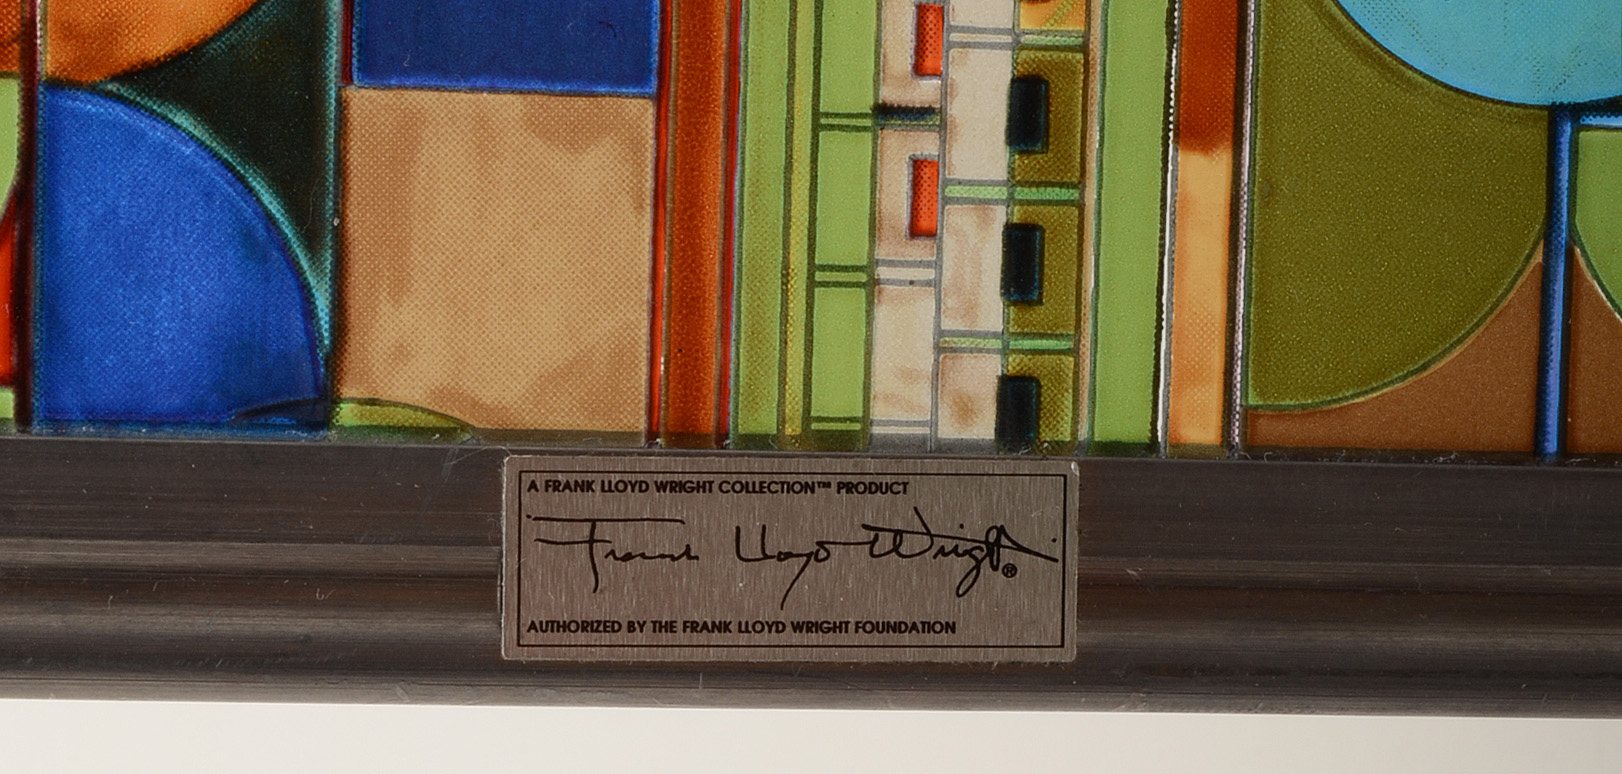 A FRANK LLOYD WRIGHT COLLECTION™ PRODUCT
Frank Lloyd Wright ®
AUTHORIZED BY THE FRANK LLOYD WRIGHT FOUNDATION